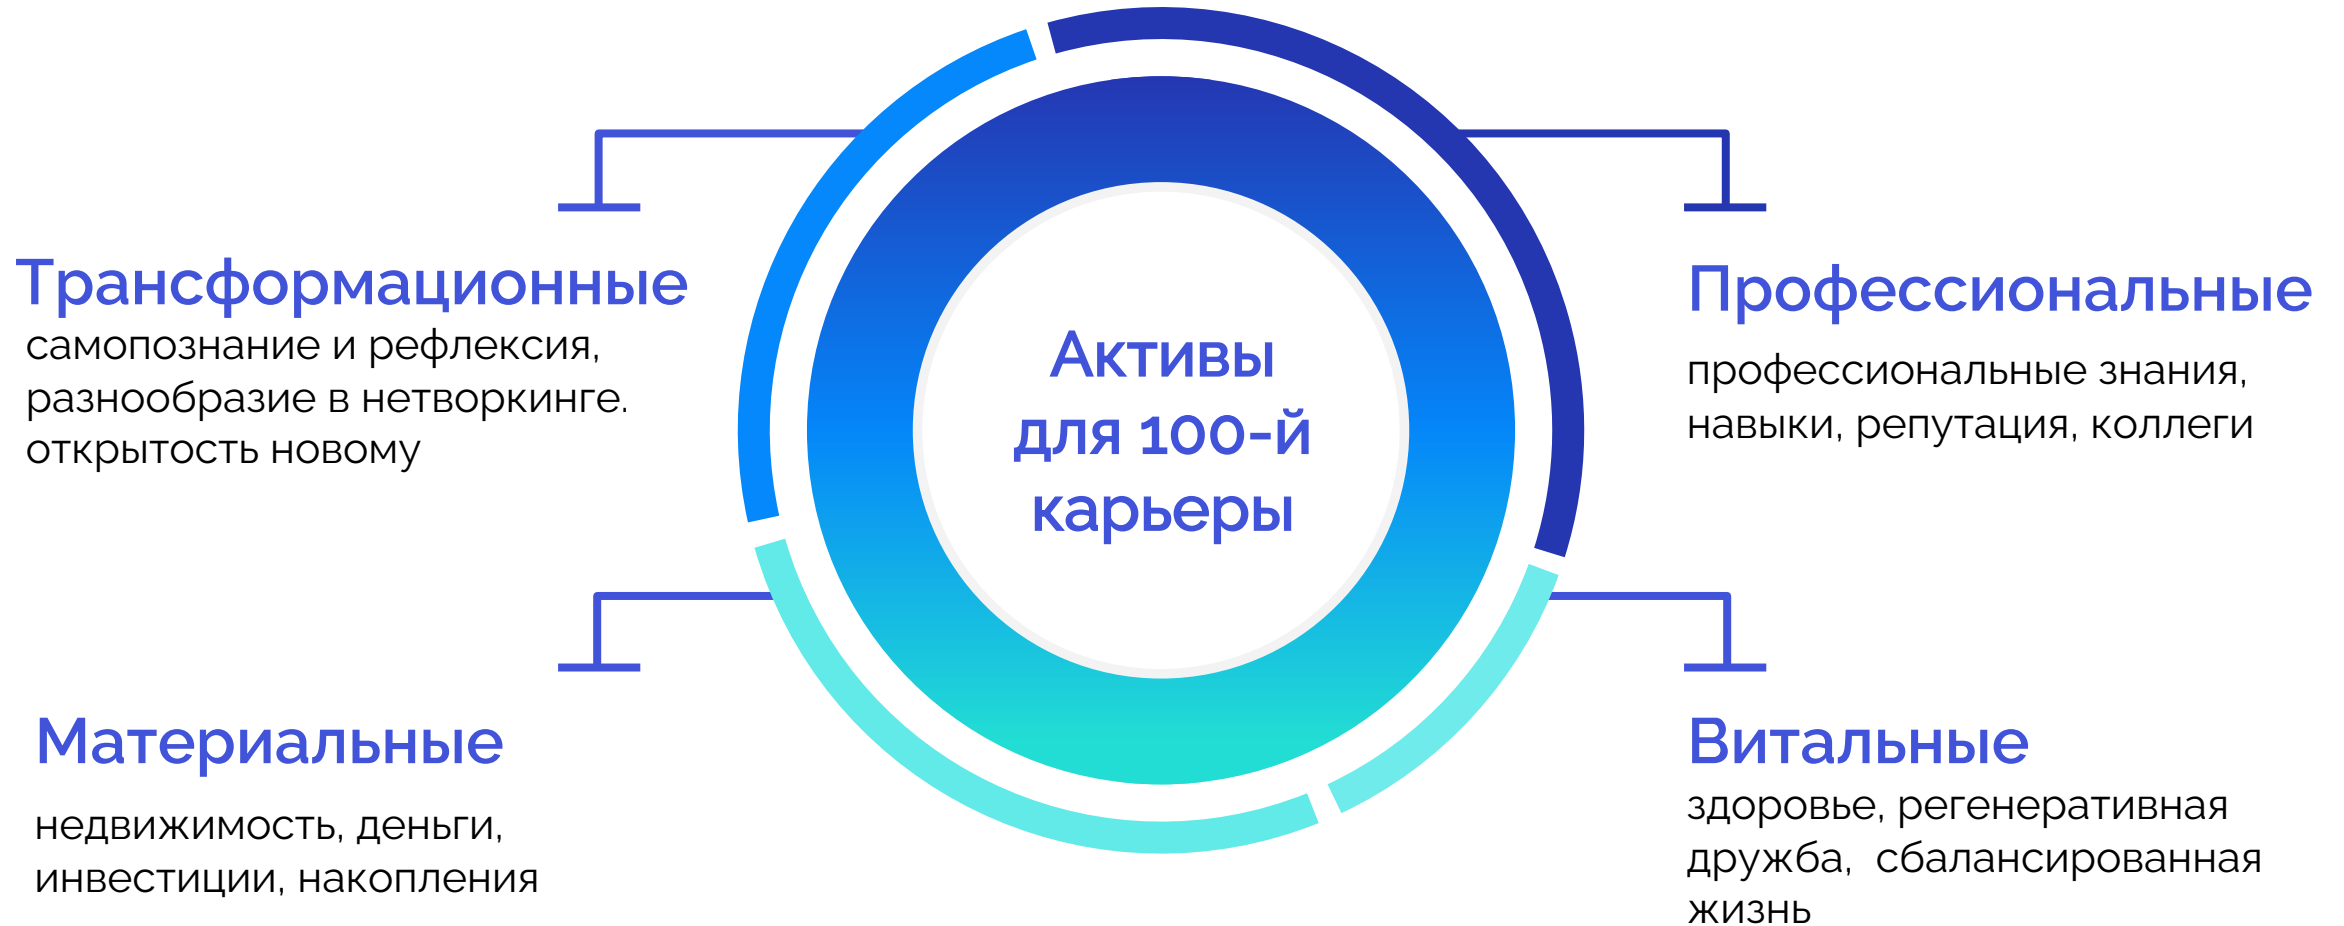 Трансформационные
самопознание и рефлексия,
разнообразие в нетворкинге.
открытость новому
Активы
для 100-й
карьеры
Профессиональные
профессиональные знания,
навыки, репутация, коллеги
Материальные
недвижимость, деньги,
инвестиции, накопления
Витальные
здоровье, регенеративная
дружба, сбалансированная
жизнь